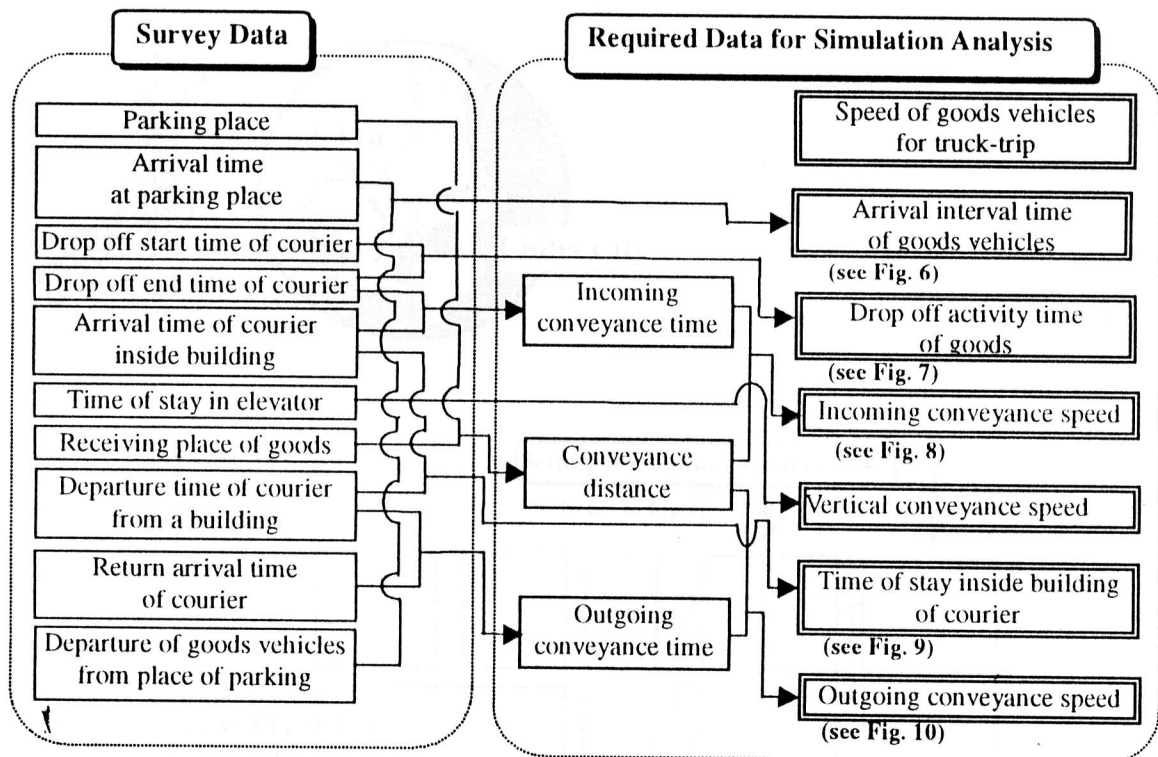 Survey Data
Required Data for Simulation Analysis
Parking place
Arrival time
at parking place
Drop off start time of courier
Drop off end time of courier
Arrival time of courier
inside building
Time of stay in elevator
Receiving place of goods
Departure time of courier
from a building
Return arrival time
of courier
Departure of goods vehicles
from place of parking
Incoming
conveyance time
Conveyance
distance
Outgoing
conveyance time
Speed of goods vehicles
for truck-trip
Arrival interval time
of goods vehicles
(see Fig. 6)
Drop off activity time
of goods
(see Fig. 7)
Incoming conveyance speed
(see Fig. 8)
Vertical conveyance speed
Time of stay inside building
of courier
(see Fig. 9)
Outgoing conveyance speed
(see Fig. 10)